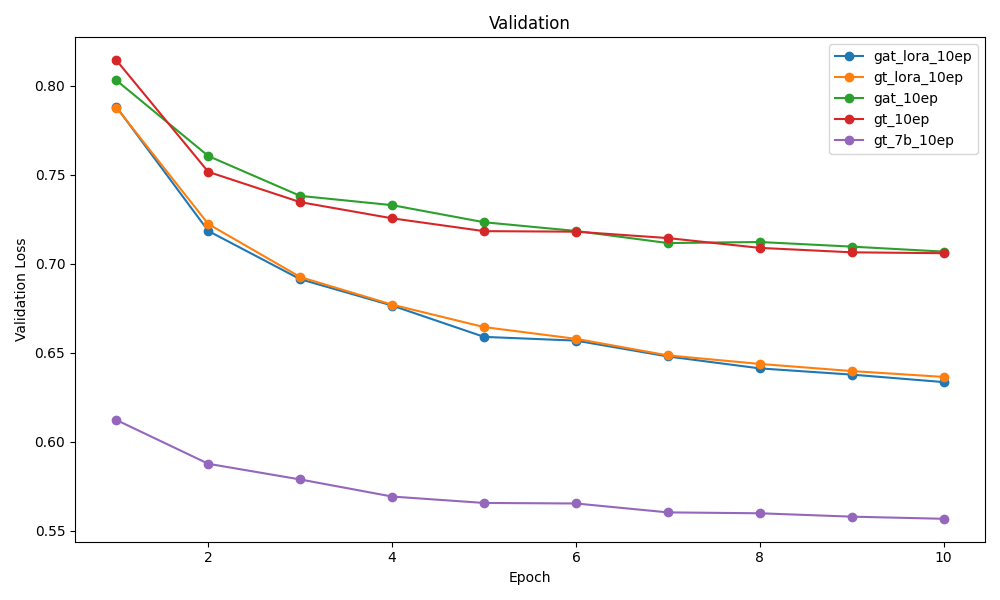 Validation
gat_lora_10ep
gt_lora_10ep
gat_10ep
gt_10ep
gt_7b_10ep
Validation Loss
0.80
0.75
0.70
0.65
0.60
0.55
2 4 6 8 10
Epoch